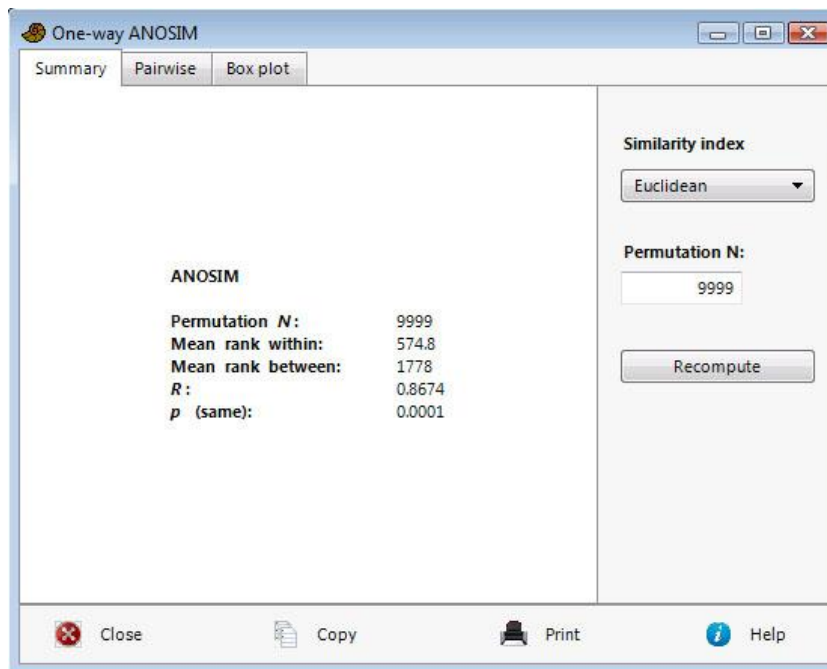 One-way ANOSIM
Summary Pairwise Box plot
Similarity index
Euclidean
Permutation N:
9999
Recompute
ANOSIM
Permutation N: 9999
Mean rank within: 574.8
Mean rank between: 1778
R: 0.8674
p (same): 0.0001
Close Copy Print Help